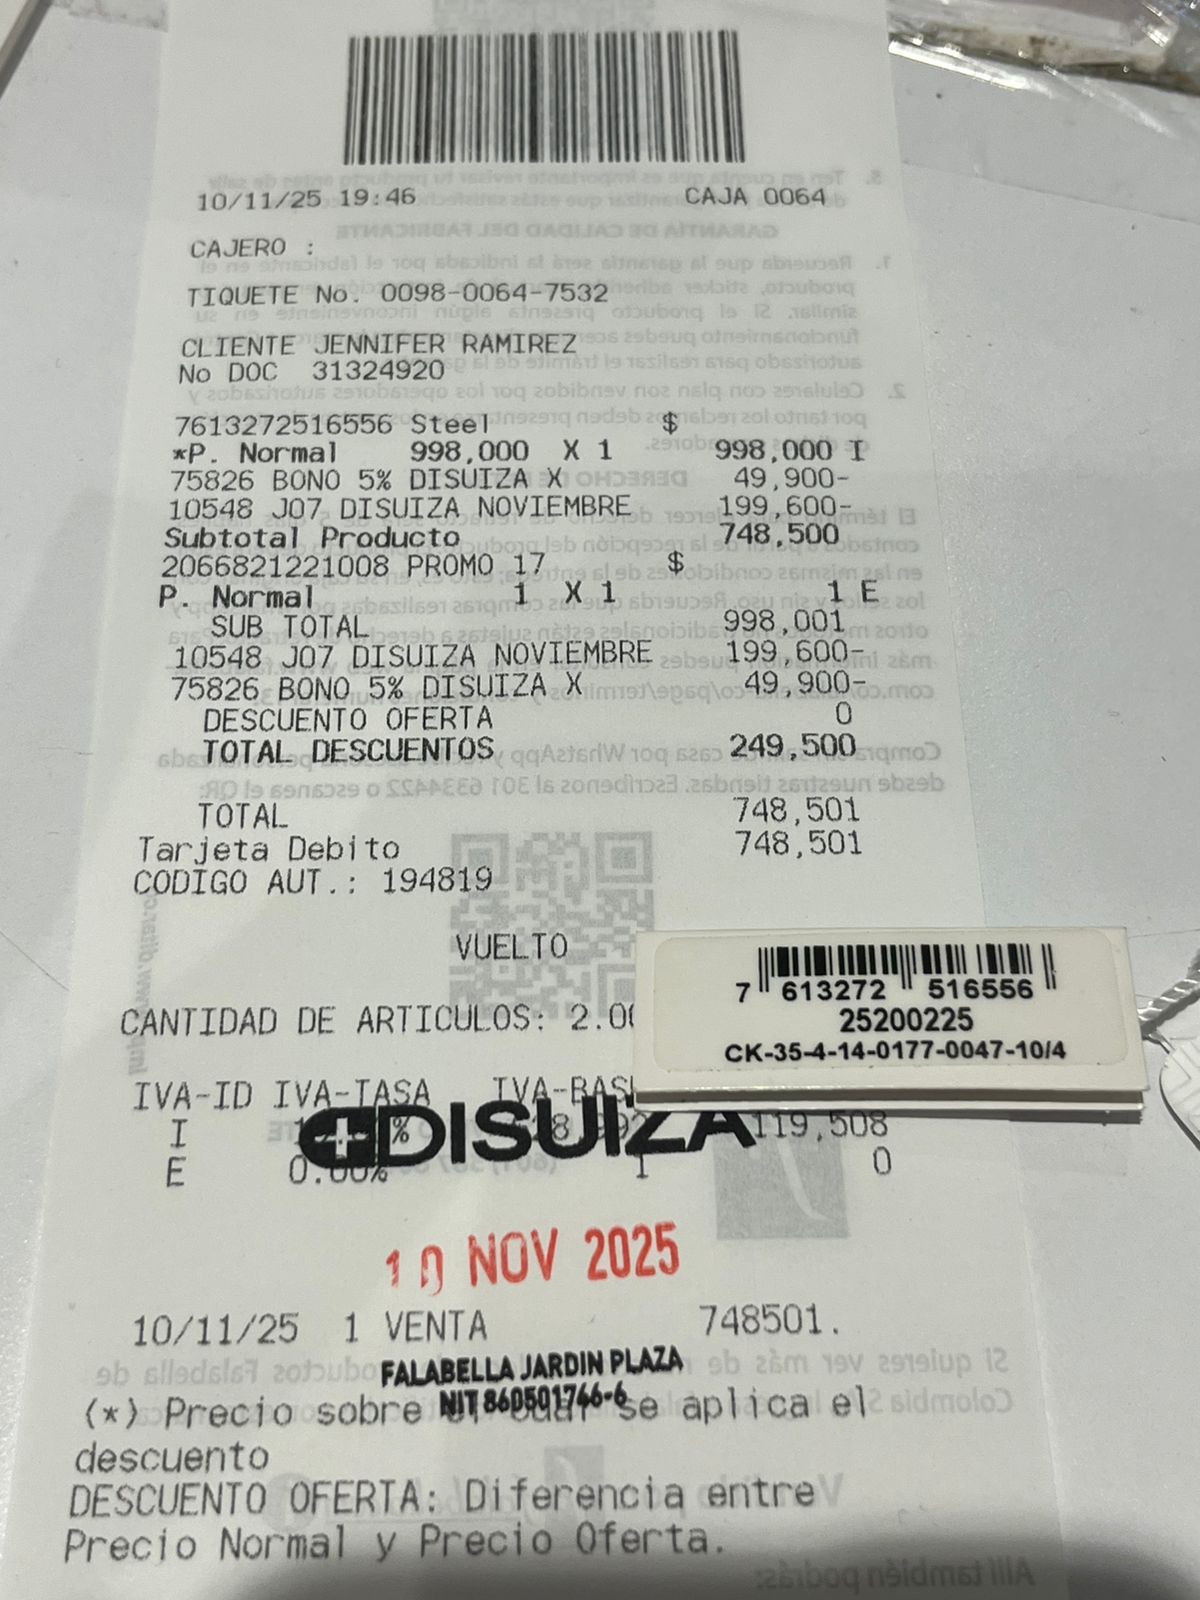 10/11/25 19:46 CAJA 0064
CAJERO :
TIQUETE No. 0098-0064-7532
CLIENTE JENNIFER RAMIREZ
No DOC 31324920
7613272516556 Steel $
*P. Normal 998,000 X 1 998,000 I
75826 BONO 5% DISUIZA X 49,900-
10548 J07 DISUIZA NOVIEMBRE 199,600-
Subtotal Producto 748,500
2066821221008 PROMO 17 $
P. Normal 1 X 1 1 E
SUB TOTAL 998,001
10548 J07 DISUIZA NOVIEMBRE 199,600-
75826 BONO 5% DISUIZA X 49,900-
DESCUENTO OFERTA 0
TOTAL DESCUENTOS 249,500
TOTAL 748,501
Tarjeta Debito 748,501
CODIGO AUT.: 194819
VUELTO
CANTIDAD DE ARTICULOS:
7 613272 516556
25200225
CK-35-4-14-0177-0047-10/4
IVA-ID IVA-TASA
I 119,508
DISUIZA
E 0.00% 1 0
10 NOV 2025
10/11/25 1 VENTA 748501.
FALABELLA JARDIN PLAZA
NIT 860501766-6
(*) Precio sobre se aplica el
descuento
DESCUENTO OFERTA: Diferencia entre
Precio Normal y Precio Oferta.